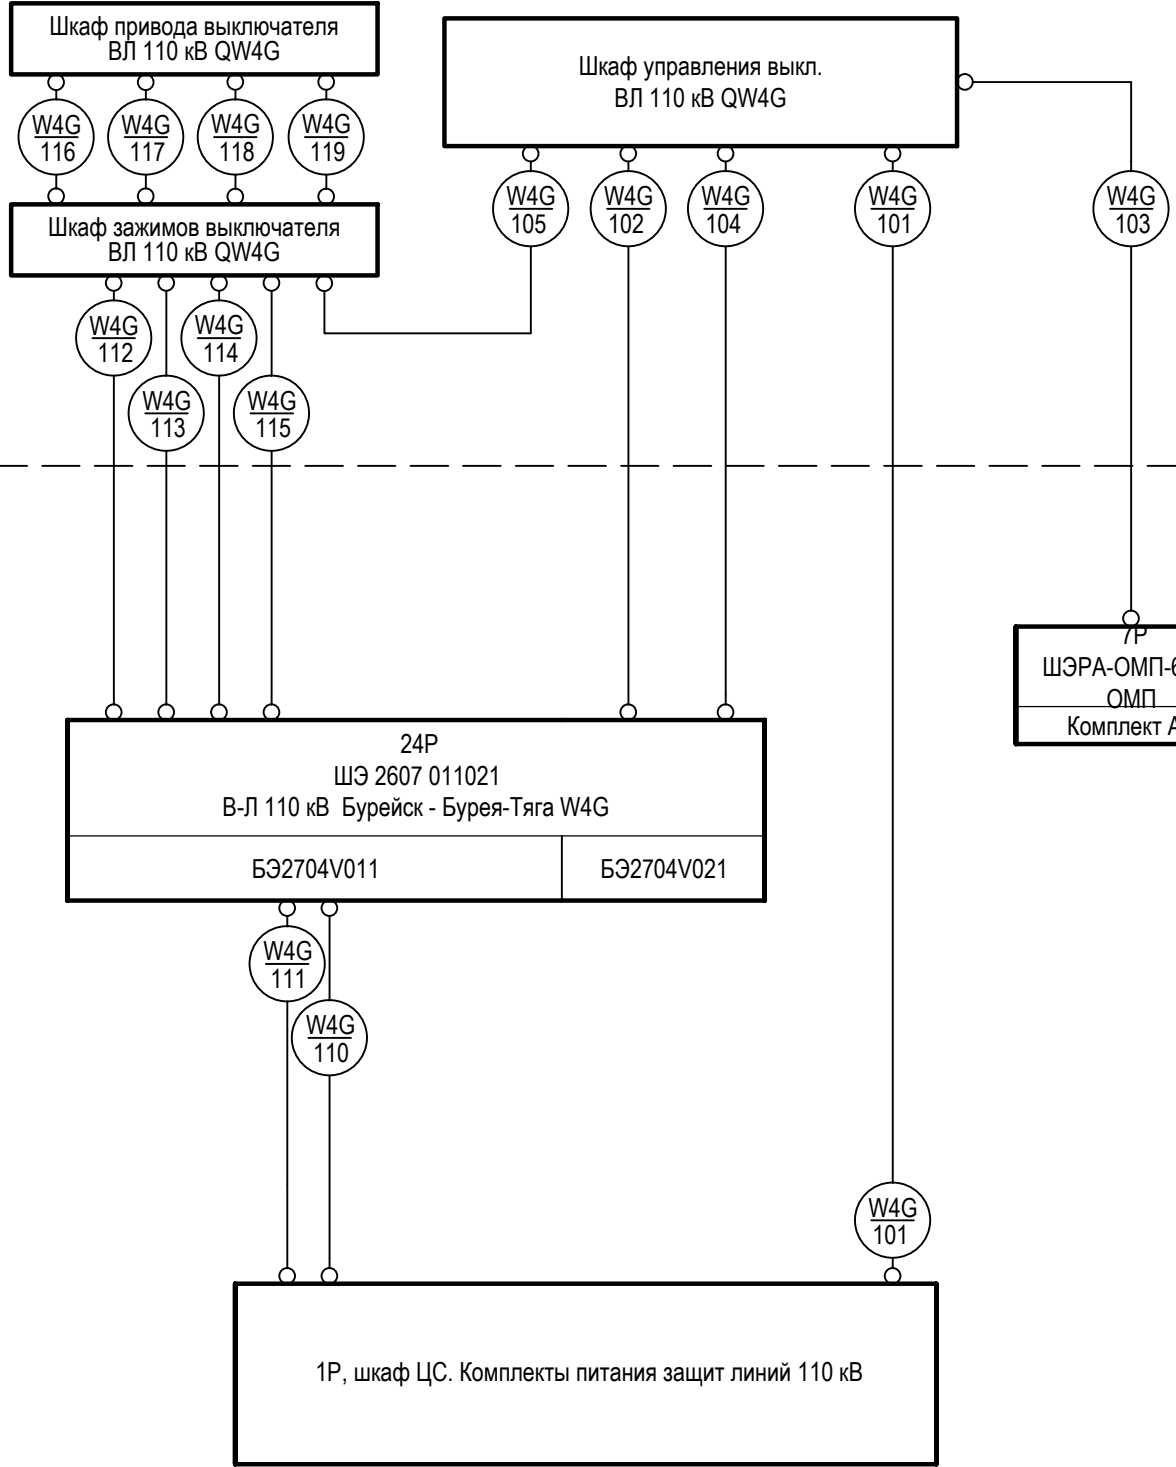 Шкаф привода выключателя
ВЛ 110 кВ QW4G
Шкаф управления выкл.
ВЛ 110 кВ QW4G
W4G
116
W4G
117
W4G
118
W4G
119
W4G
105
W4G
102
W4G
104
W4G
101
W4G
103
Шкаф зажимов выключателя
ВЛ 110 кВ QW4G
W4G
112
W4G
114
W4G
113
W4G
115
7Р
ШЭРА-ОМП-
ОМП
Комплект А
24Р
ШЭ 2607 011021
В-Л 110 кВ Бурейск - Бурея-Тяга W4G
БЭ2704V011
БЭ2704V021
W4G
111
W4G
110
W4G
101
1Р, шкаф ЦС. Комплекты питания защит линий 110 кВ